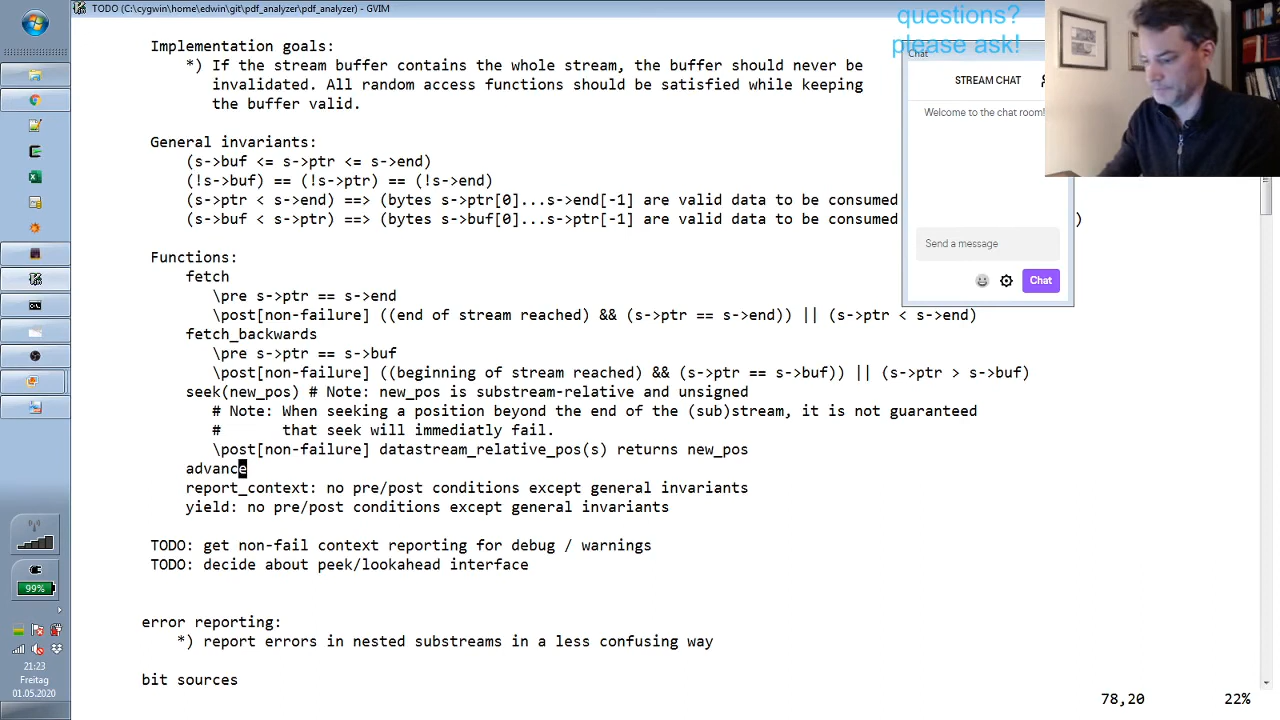 TODO (C:\cygwin\home\edwin\git\pdf_analyzer\pdf_analyzer) - GVIM
questions?
please ask!
Chat
STREAM CHAT
Welcome to the chat room!
Send a message
Chat
Implementation goals:
*) If the stream buffer contains the whole stream, the buffer should never be
invalidated. All random access functions should be satisfied while keeping
the buffer valid.
General invariants:
(s->buf <= s->ptr <= s->end)
(!s->buf) == (!s->ptr) == (!s->end)
(s->ptr < s->end) ==> (bytes s->ptr[0]...s->end[-1] are valid data to be consumed
(s->buf < s->ptr) ==> (bytes s->buf[0]...s->ptr[-1] are valid data to be consumed )
Functions:
fetch
\pre s->ptr == s->end
\post[non-failure] ((end of stream reached) && (s->ptr == s->end)) || (s->ptr < s->end)
fetch_backwards
\pre s->ptr == s->buf
\post[non-failure] ((beginning of stream reached) && (s->ptr == s->buf)) || (s->ptr > s->buf)
seek(new_pos) # Note: new_pos is substream-relative and unsigned
# Note: When seeking a position beyond the end of the (sub)stream, it is not guaranteed
# that seek will immediatly fail.
\post[non-failure] datastream_relative_pos(s) returns new_pos
advance
report_context: no pre/post conditions except general invariants
yield: no pre/post conditions except general invariants
TODO: get non-fail context reporting for debug / warnings
TODO: decide about peek/lookahead interface
error reporting:
*) report errors in nested substreams in a less confusing way
bit sources
78,20 22%
99%
21:23
Freitag
01.05.2020